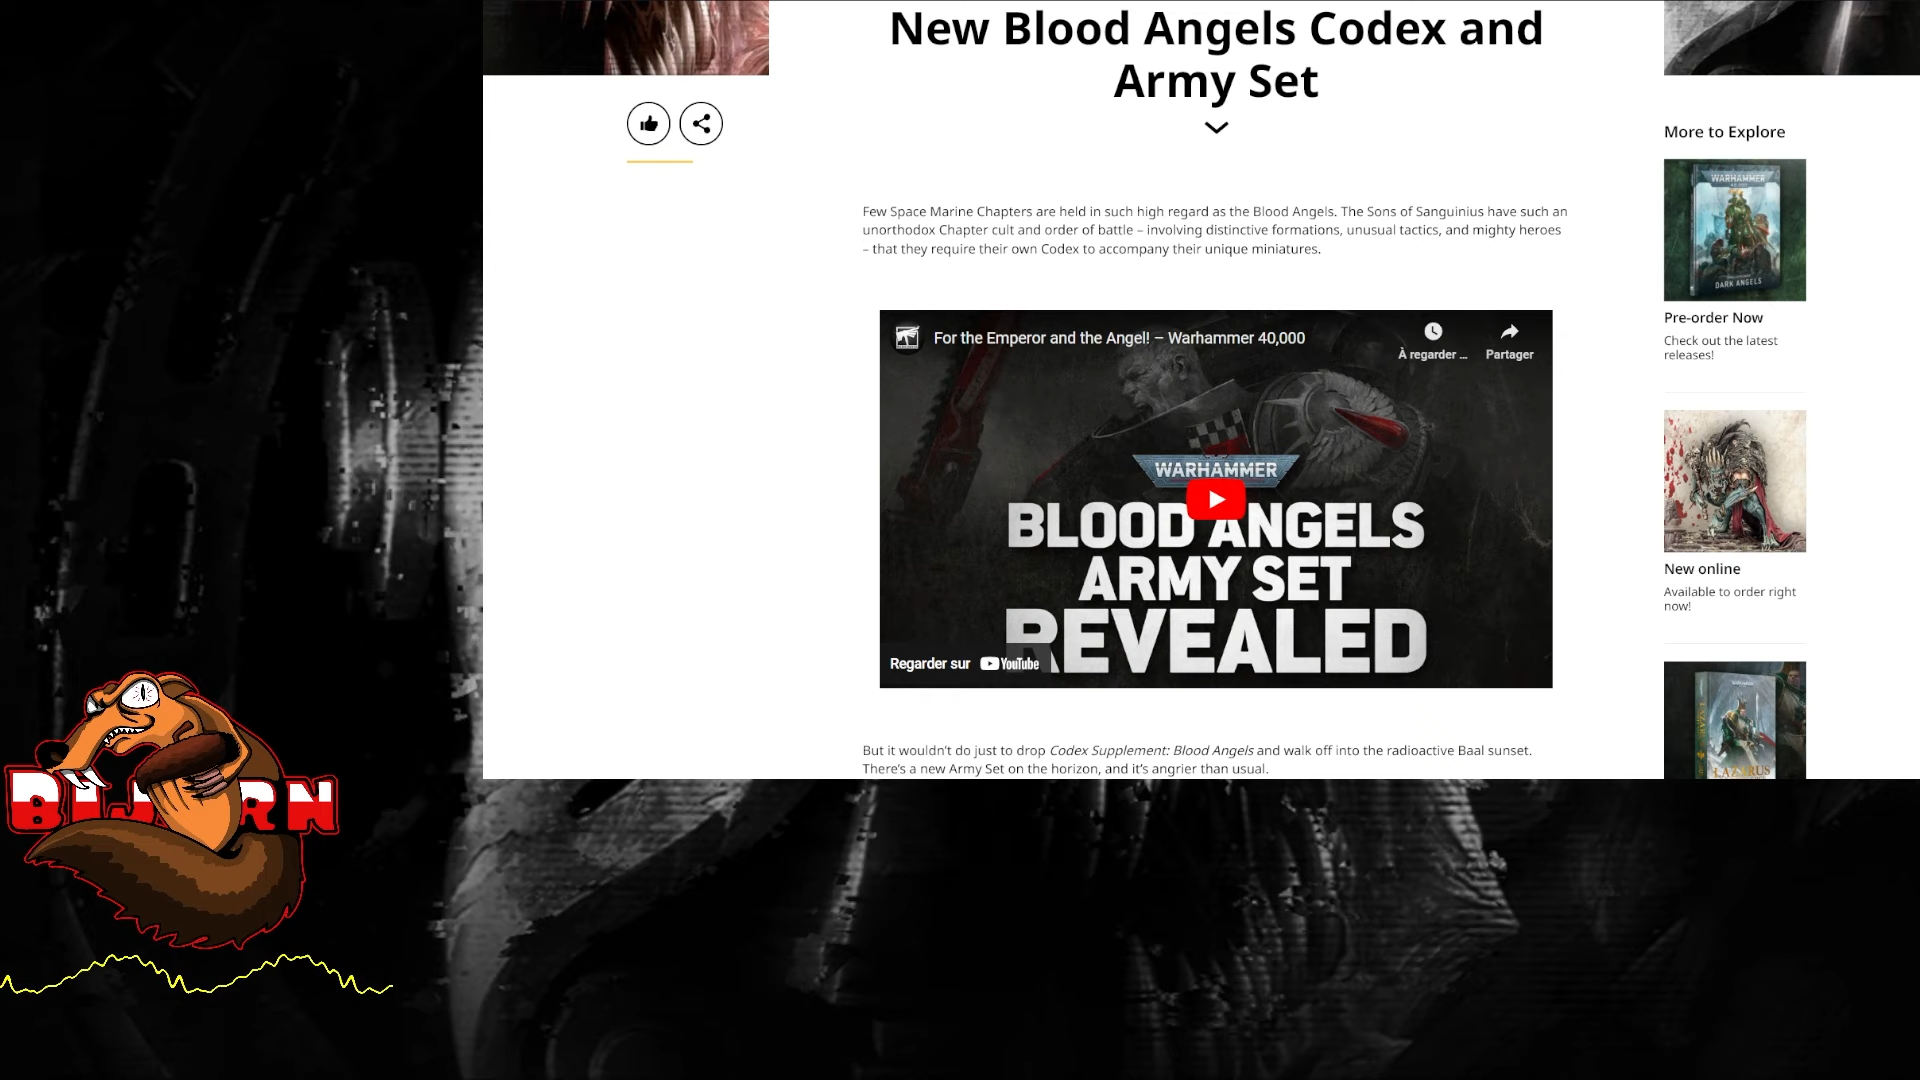 New Blood Angels Codex and
Army Set
Few Space Marine Chapters are held in such high regard as the Blood Angels. The Sons of Sanguinius have such an
unorthodox Chapter cult and order of battle – involving distinctive formations, unusual tactics, and mighty heroes
– that they require their own Codex to accompany their unique miniatures.
For the Emperor and the Angel! – Warhammer 40,000
À regarder ...
Partager
WARHAMMER
BLOOD ANGELS
ARMY SET
REVEALED
Regarder sur YouTube
But it wouldn't do just to drop Codex Supplement: Blood Angels and walk off into the radioactive Baal sunset.
There's a new Army Set on the horizon, and it's angrier than usual.
More to Explore
WARHAMMER
40,000
DARK ANGELS
Pre-order Now
Check out the latest
releases!
New online
Available to order right
now!
LAZARUS